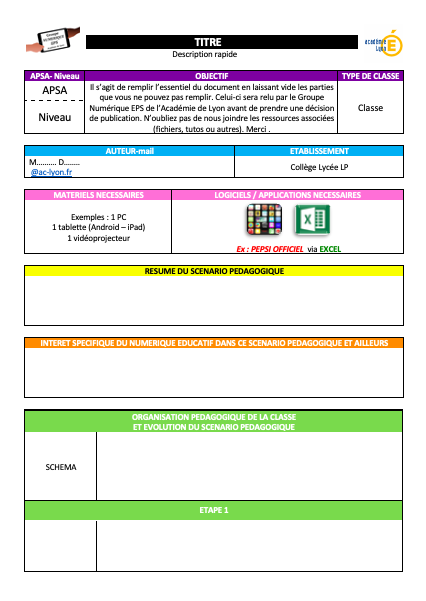 TITRE
académie
Lyon
Description rapide
APSA- Niveau
OBJECTIF
TYPE DE CLASSE
APSA
Niveau
Il s'agit de remplir l'essentiel du document en laissant vide les parties
que vous ne pouvez pas remplir. Celui-ci sera relu par le Groupe
Numérique EPS de l'Académie de Lyon avant de prendre une décision
de publication. N'oubliez pas de nous joindre les ressources associées
(fichiers, tutos ou autres). Merci .
Classe
AUTEUR-mail
ETABLISSEMENT
M.......... D.......
@ac-lyon.fr
Collège Lycée LP
MATERIELS NECESSAIRES
LOGICIELS / APPLICATIONS NECESSAIRES
Exemples : 1 PC
1 tablette (Android – iPad)
1 vidéoprojecteur
Ex : PEPSI OFFICIEL via EXCEL
RESUME DU SCENARIO PEDAGOGIQUE
INTERET SPECIFIQUE DU NUMERIQUE EDUCATIF DANS CE SCENARIO PEDAGOGIQUE ET AILLEURS
ORGANISATION PEDAGOGIQUE DE LA CLASSE
ET EVOLUTION DU SCENARIO PEDAGOGIQUE
SCHEMA
ETAPE 1